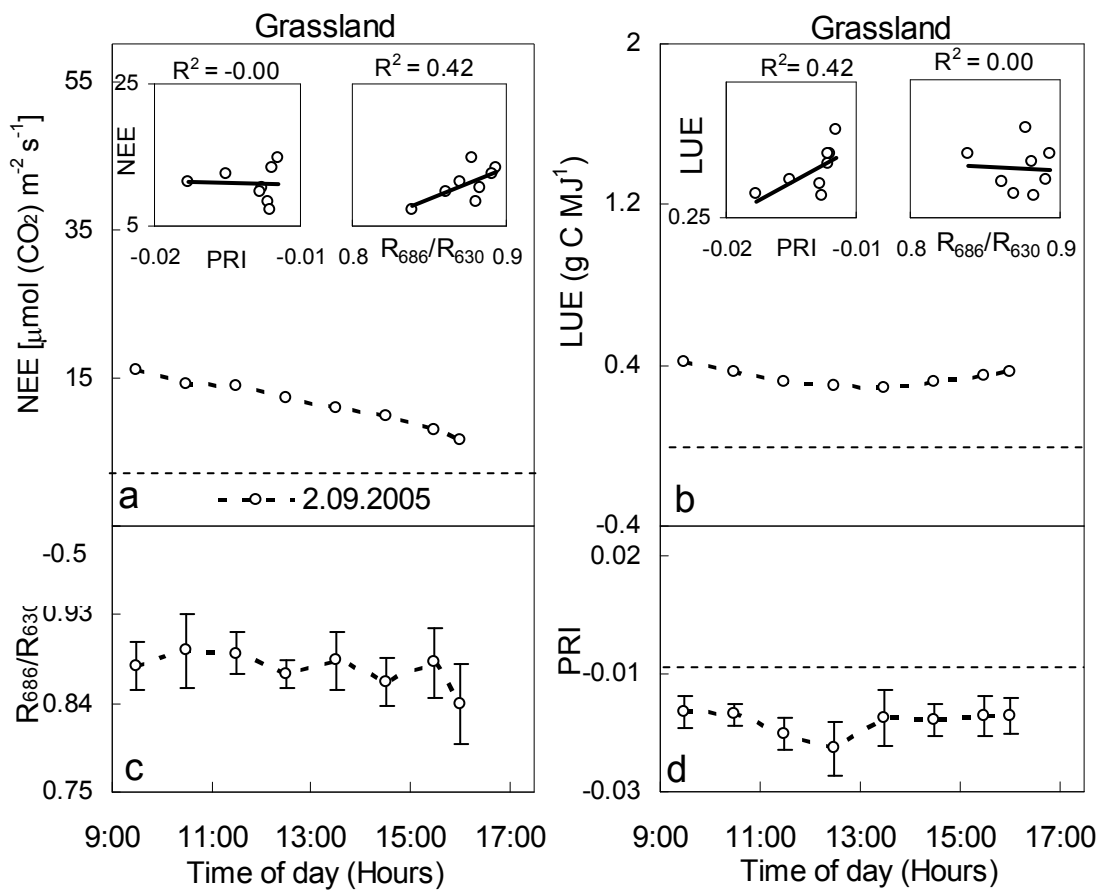 Grassland
Grassland
NEE [μmol (CO2) m-2 s-1]
55
35
15
-0.5
R2 = -0.00
25
NEE
5
-0.02
PRI
-0.01
R2 = 0.42
0.8
R686/R630
0.9
a
2.09.2005
LUE (g C MJ1)
2
1.2
0.4
-0.4
R2 = 0.42
LUE
0.25
-0.02
PRI
-0.01
R2 = 0.00
0.8
R686/R630
0.9
b
R686/R630
0.93
0.84
0.75
c
9:00
11:00
13:00
15:00
17:00
Time of day (Hours)
PRI
0.02
-0.01
-0.03
d
9:00
11:00
13:00
15:00
17:00
Time of day (Hours)